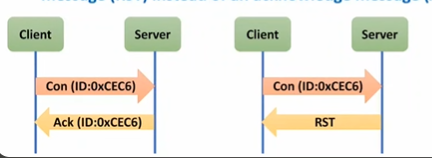 Client Server Client Server
Con (ID:0xCEC6) Con (ID:0xCEC6)
Ack (ID:0xCEC6) RST